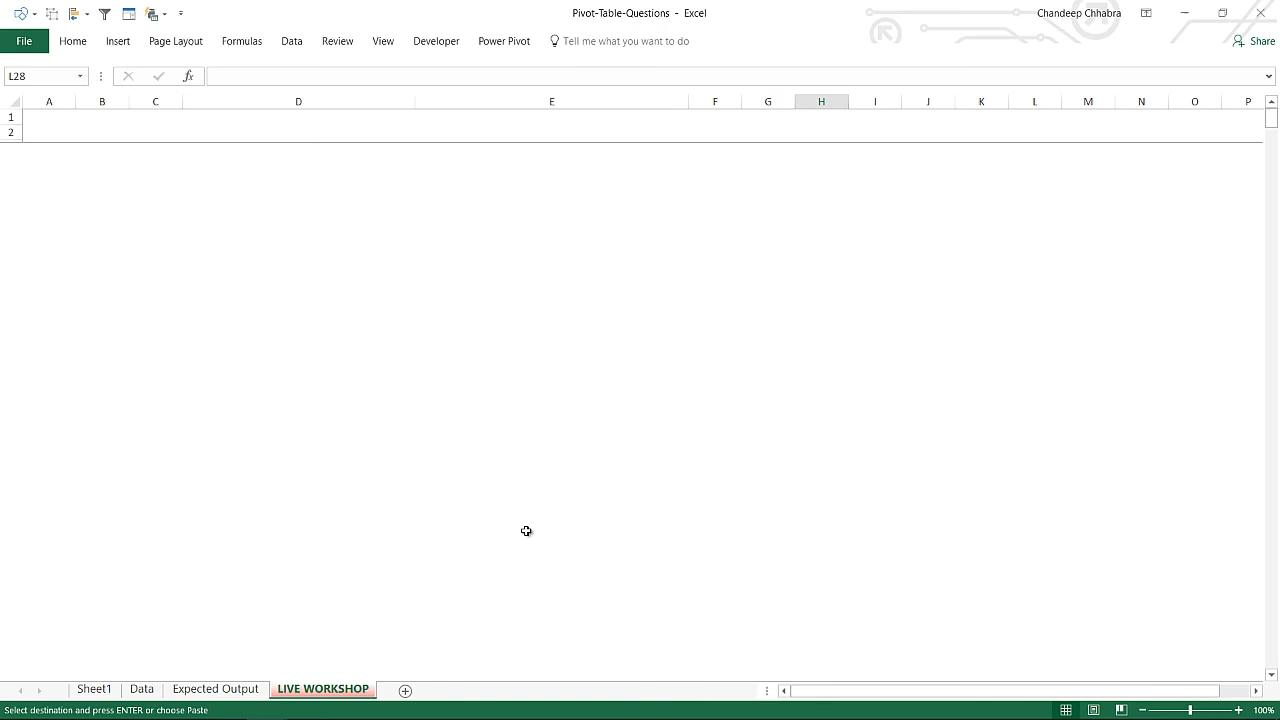 Pivot-Table-Questions - Excel
Chandeep Chhabra
File Home Insert Page Layout Formulas Data Review View Developer Power Pivot Tell me what you want to do Share
L28 fx
A B C D E F G H I J K L M N O P
1
2
Sheet1 Data Expected Output LIVE WORKSHOP
Select destination and press ENTER or choose Paste 100%